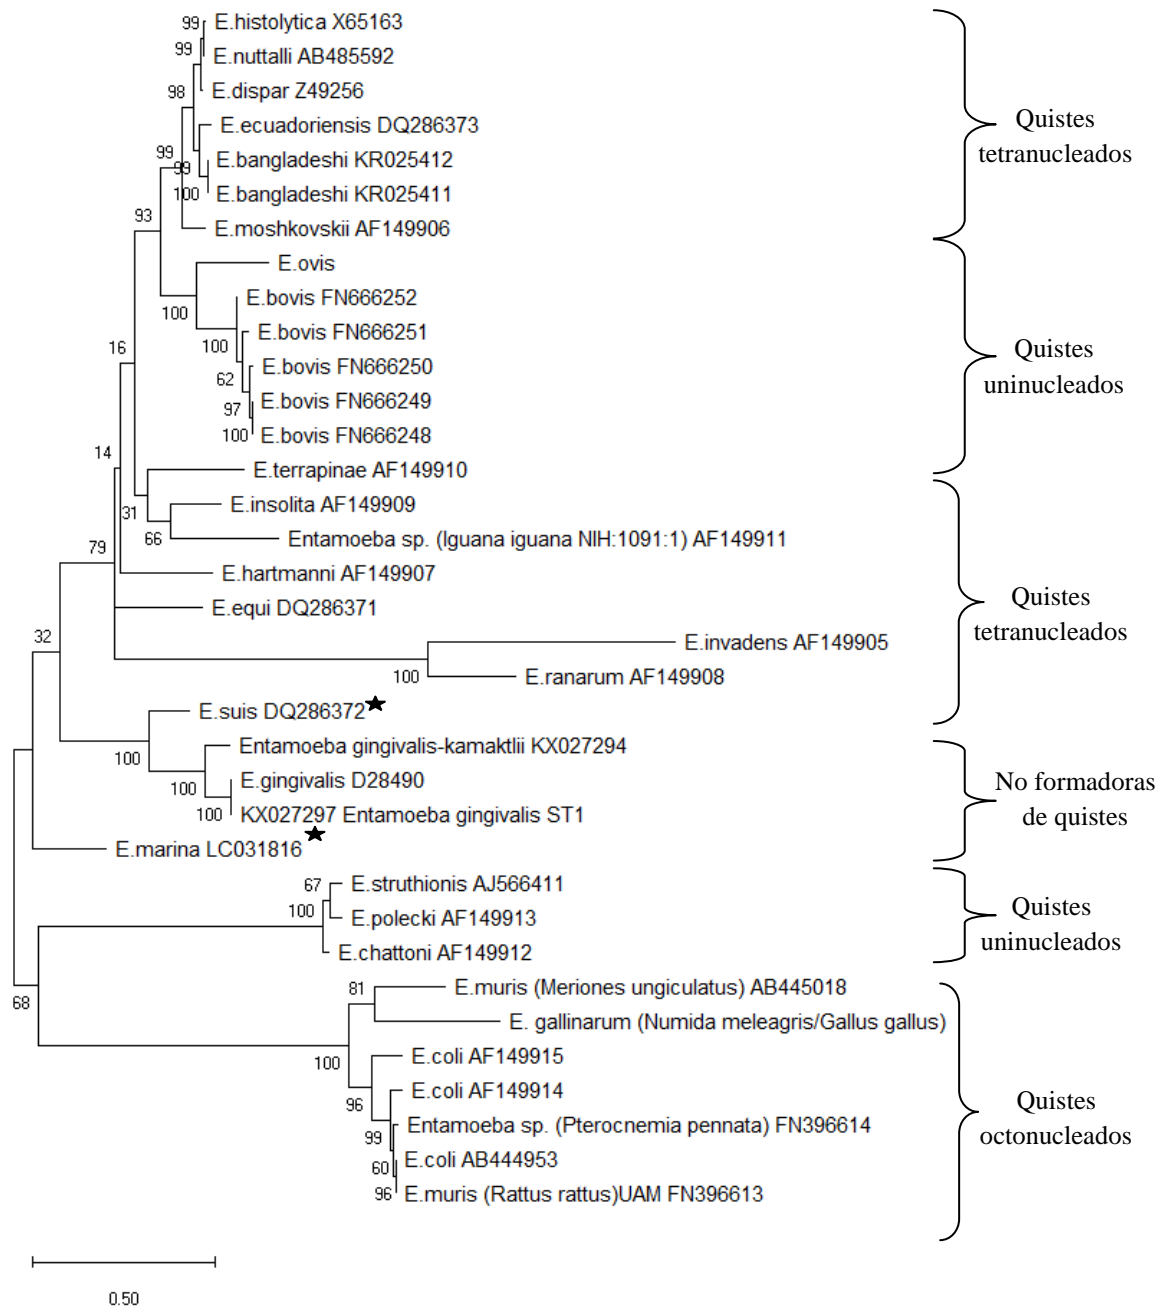 99 E.histolytica X65163
99 E.nuttalli AB485592
E.dispar Z49256
98
E.ecuadoriensis DQ286373
99
E.bangladeshi KR025412
99
100 E.bangladeshi KR025411
93
E.moshkovskii AF149906
Quistes
tetranucleados
E.ovis
E.bovis FN666252
100
E.bovis FN666251
100
16
E.bovis FN666250
62
E.bovis FN666249
97
100 E.bovis FN666248
Quistes
uninucleados
14
E.terrapinae AF149910
E.insolita AF149909
31
66 Entamoeba sp. (Iguana iguana NIH:1091:1) AF149911
79
E.hartmanni AF149907
E.equi DQ286371
32
E.invadens AF149905
100 E.ranarum AF149908
Quistes
tetranucleados
E.suis DQ286372★
Entamoeba gingivalis-kamaktlii KX027294
100
E.gingivalis D28490
100
100 KX027297 Entamoeba gingivalis ST1
E.marina LC031816★
No formadoras
de quistes
67 E.struthionis AJ566411
100
E.polecki AF149913
E.chattoni AF149912
Quistes
uninucleados
68
81 E.muris (Meriones ungiculatus) AB445018
E. gallinarum (Numida meleagris/Gallus gallus)
100
E.coli AF149915
E.coli AF149914
96
Entamoeba sp. (Pterocnemia pennata) FN396614
99
E.coli AB444953
60
96 E.muris (Rattus rattus)UAM FN396613
Quistes
octonucleados
0.50